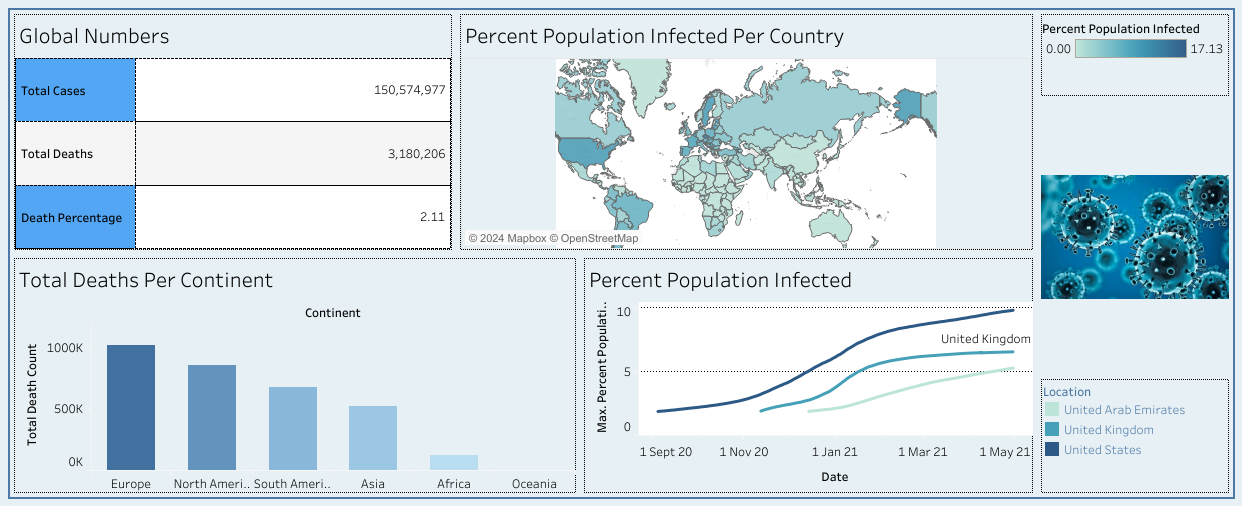 Global Numbers
Total Cases 150,574,977
Total Deaths 3,180,206
Death Percentage 2.11
Percent Population Infected Per Country
© 2024 Mapbox © OpenStreetMap
Percent Population Infected
0.00 17.13
Total Deaths Per Continent
Continent
Total Death Count
1000K
500K
0K
Europe North Ameri.. South Ameri.. Asia Africa Oceania
Percent Population Infected
Max. Percent Populati..
10
5
0
United Kingdom
1 Sept 20 1 Nov 20 1 Jan 21 1 Mar 21 1 May 21
Date
Location
United Arab Emirates
United Kingdom
United States